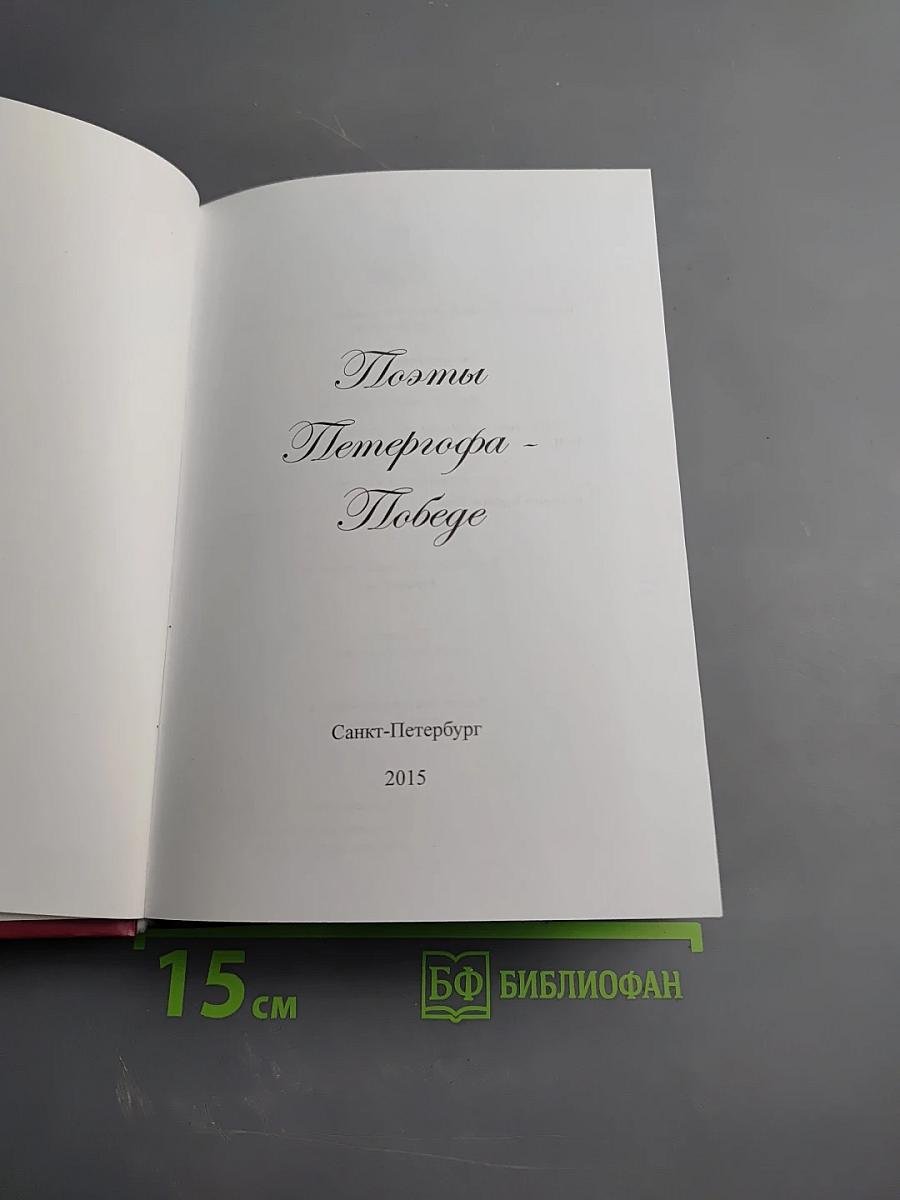 Поэты
Петергофа -
Победе
Санкт-Петербург
2015
15 см
БФ БИБЛИОФАН